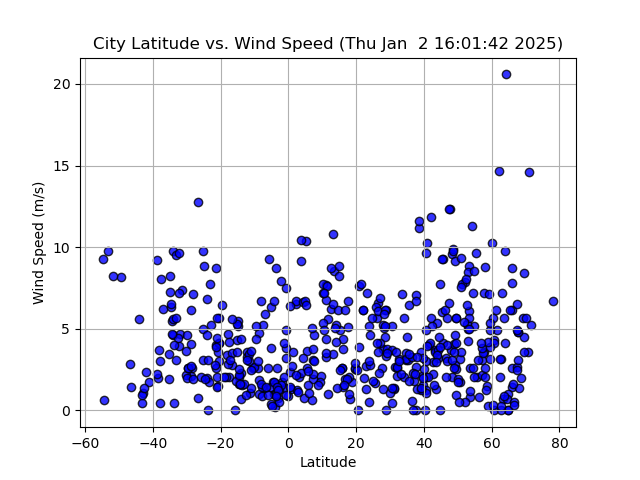 City Latitude vs. Wind Speed (Thu Jan  2 16:01:42 2025)
Wind Speed (m/s)
20
15
10
5
0
−60 −40 −20 0 20 40 60 80
Latitude